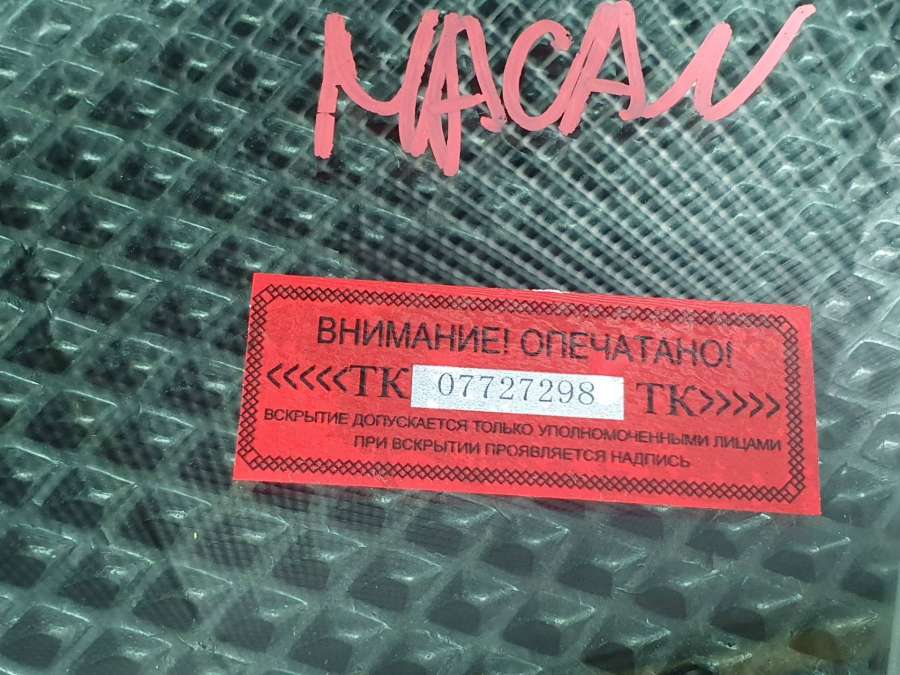 MACAN
ВНИМАНИЕ! ОПЕЧАТАНО!
<<<<<ТК 07727298 ТК>>>>>
ВСКРЫТИЕ ДОПУСКАЕТСЯ ТОЛЬКО УПОЛНОМОЧЕННЫМИ ЛИЦАМИ
ПРИ ВСКРЫТИИ ПРОЯВЛЯЕТСЯ НАДПИСЬ